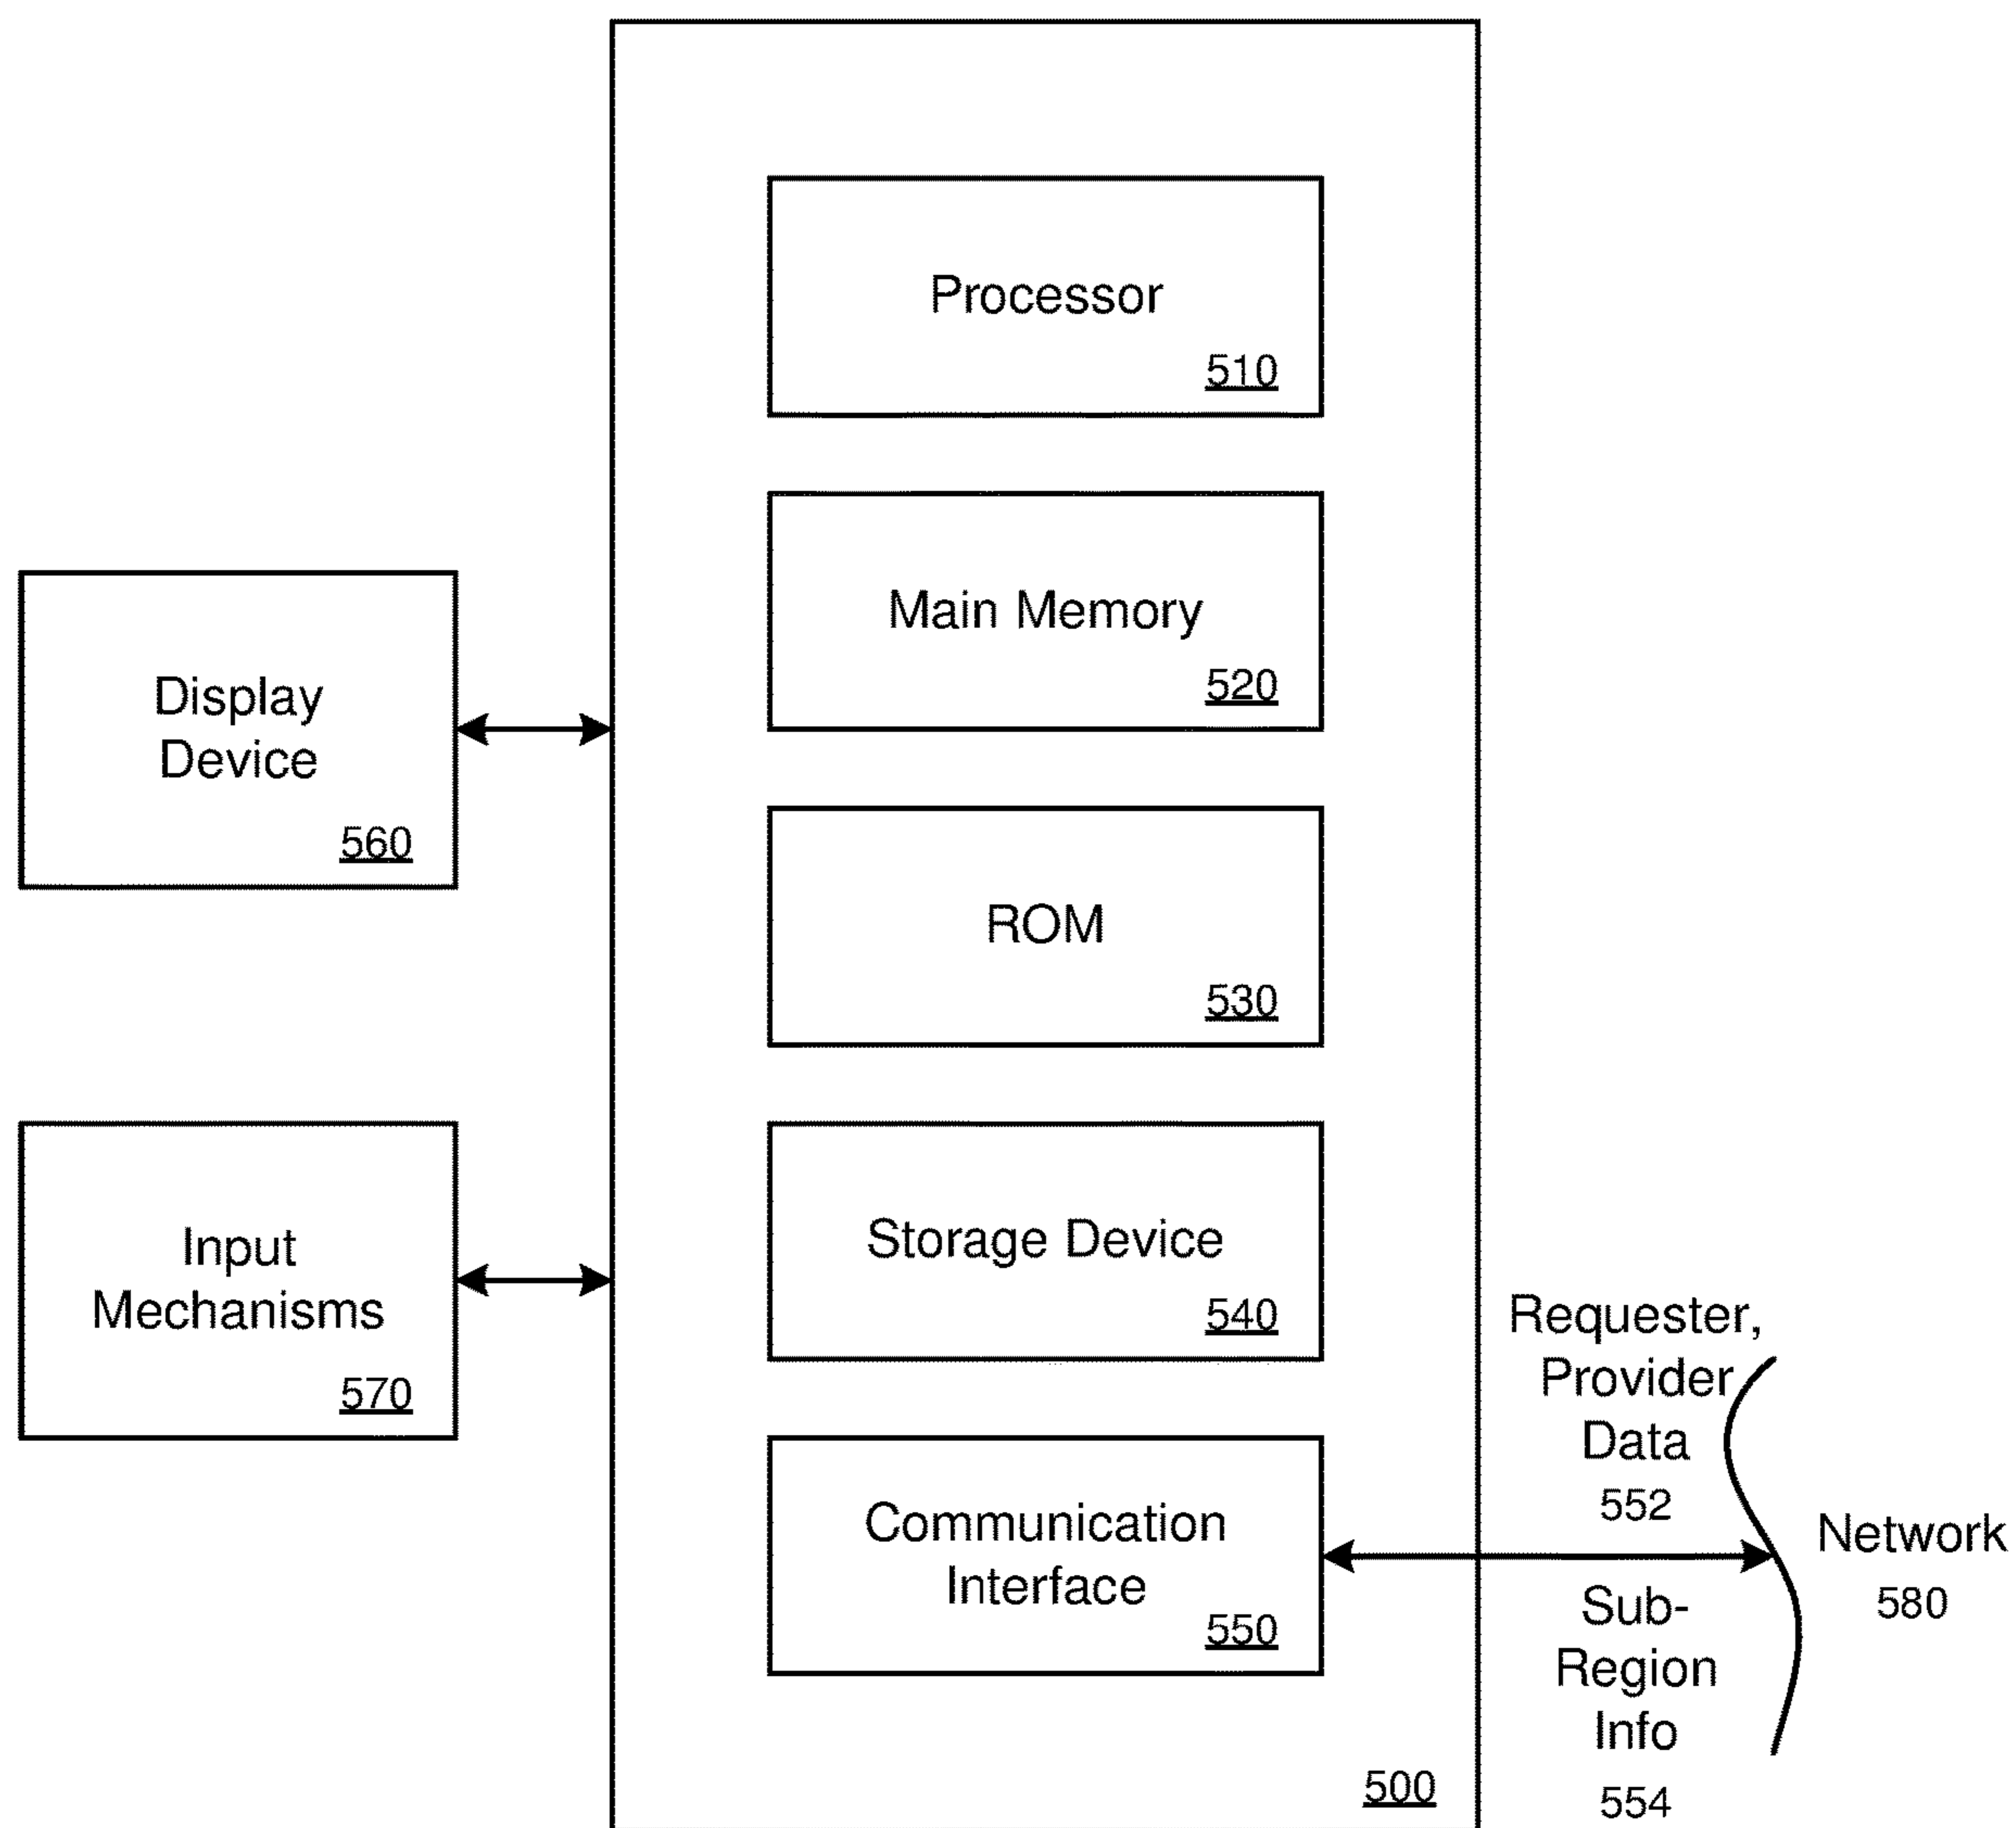 Processor
510
Main Memory
520
Display
Device
560
ROM
530
Input
Mechanisms
570
Storage Device
540
Communication
Interface
550
Requester,
Provider
Data
552
Sub-
Region
Info
554
Network
580
500